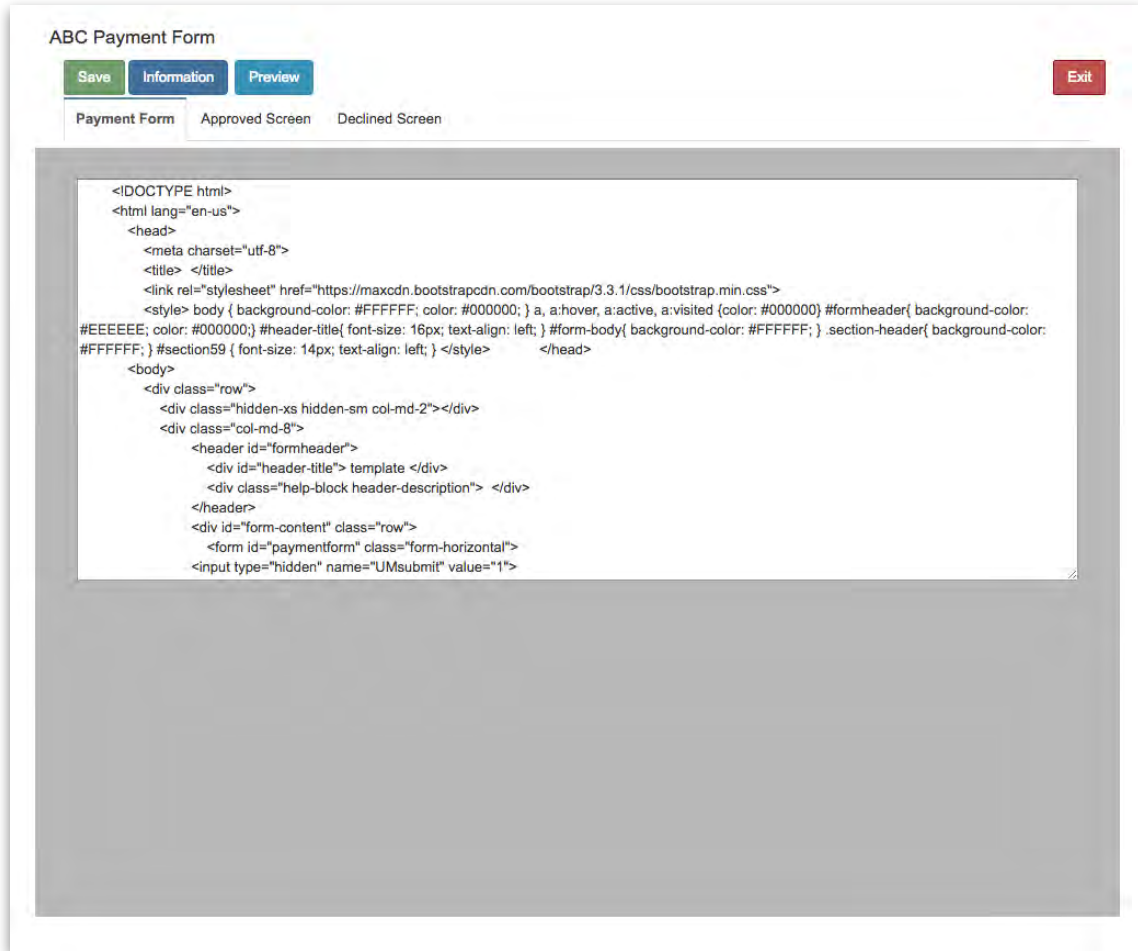 ABC Payment Form
Save Information Preview Exit
Payment Form Approved Screen Declined Screen
<!DOCTYPE html>
<html lang="en-us">
<head>
<meta charset="utf-8">
<title> </title>
<link rel="stylesheet" href="https://maxcdn.bootstrapcdn.com/bootstrap/3.3.1/css/bootstrap.min.css">
<style> body { background-color: #FFFFFF; color: #000000; } a, a:hover, a:active, a:visited {color: #000000} #formheader{ background-color:
#EEEEEE; color: #000000;} #header-title{ font-size: 16px; text-align: left; } #form-body{ background-color: #FFFFFF; } .section-header{ background-color:
#FFFFFF; } #section59 { font-size: 14px; text-align: left; } </style> </head>
<body>
<div class="row">
<div class="hidden-xs hidden-sm col-md-2"></div>
<div class="col-md-8">
<header id="formheader">
<div id="header-title"> template </div>
<div class="help-block header-description"> </div>
</header>
<div id="form-content" class="row">
<form id="paymentform" class="form-horizontal">
<input type="hidden" name="UMsubmit" value="1">